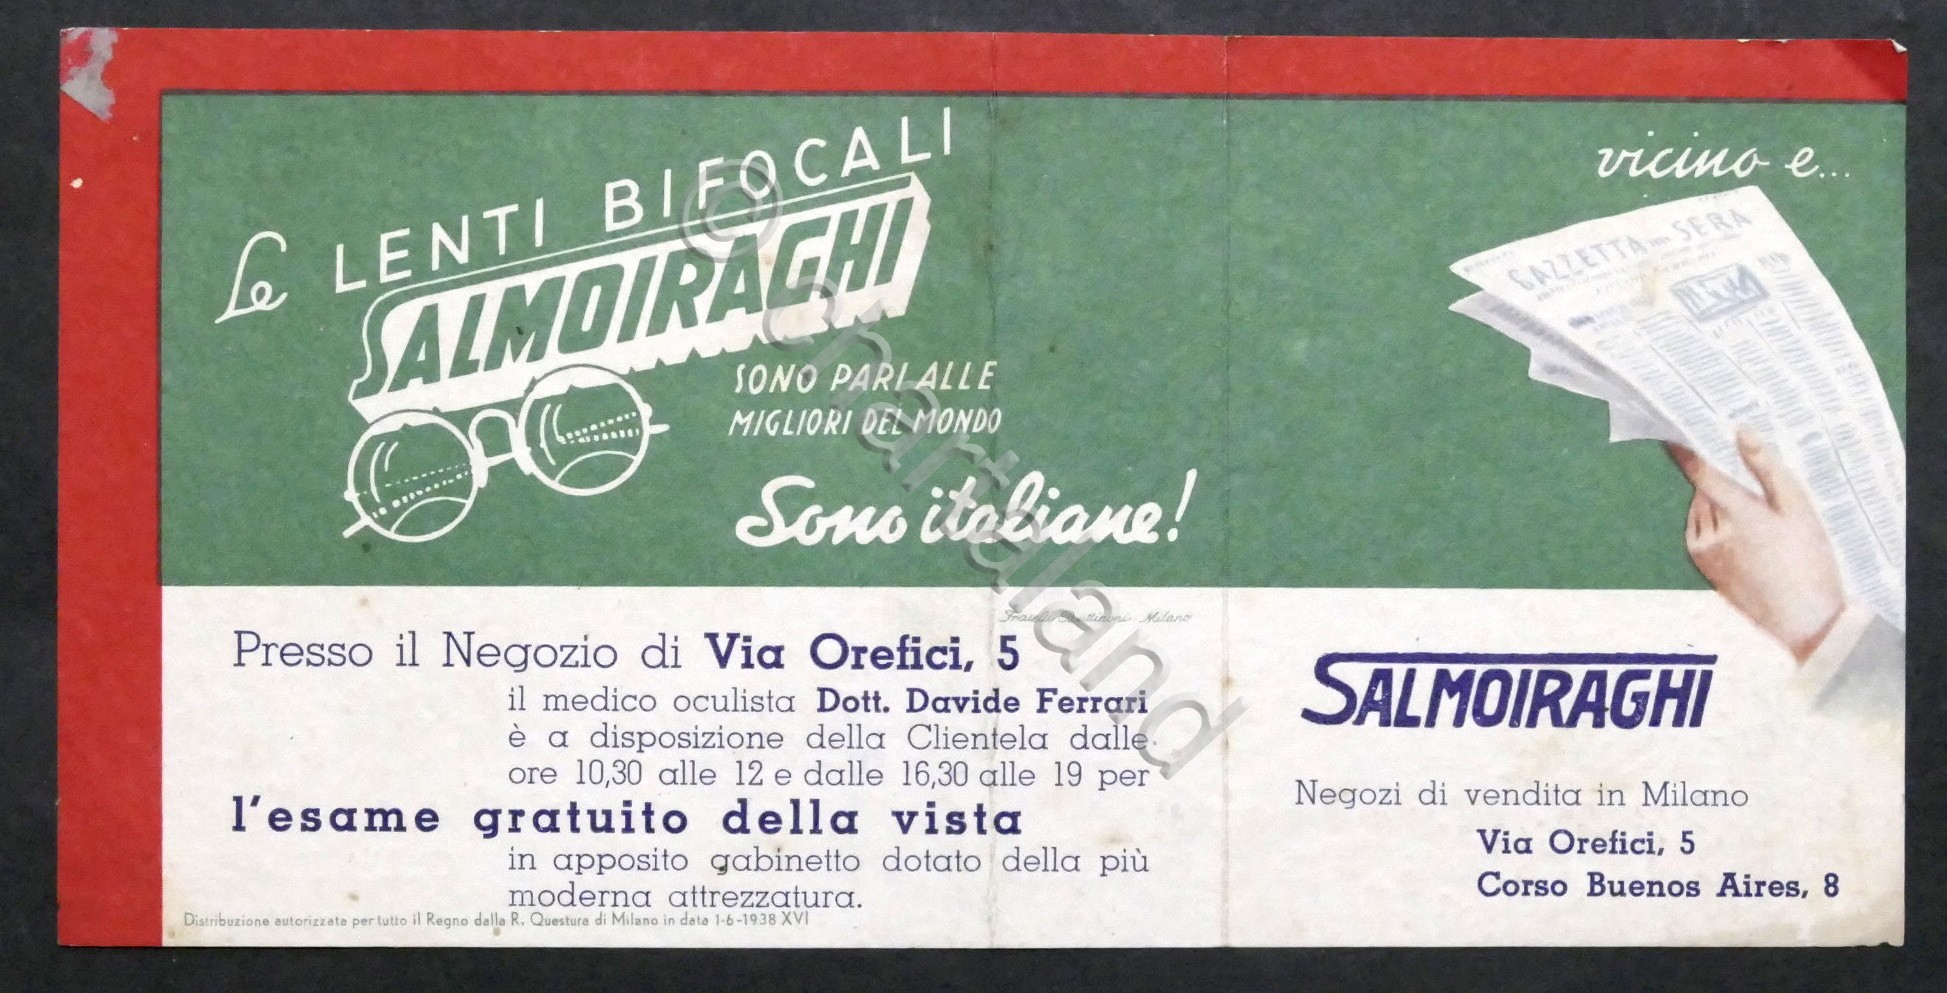 Le LENTI BIFOCALI
SALMOIRAGHI
SONO PARI ALLE
MIGLIORI DEL MONDO
Sono italiane!
vicino e...
GAZZETTA SERA
Fratelli Milano
Presso il Negozio di Via Orefici, 5
il medico oculista Dott. Davide Ferrari
è a disposizione della Clientela dalle
ore 10,30 alle 12 e dalle 16,30 alle 19 per
l'esame gratuito della vista
in apposito gabinetto dotato della più
moderna attrezzatura.
Distribuzione autorizzata per tutto il Regno dalla R. Questura di Milano in data 1-6-1938 XVI
SALMOIRAGHI
Negozi di vendita in Milano
Via Orefici, 5
Corso Buenos Aires, 8
© chartaland